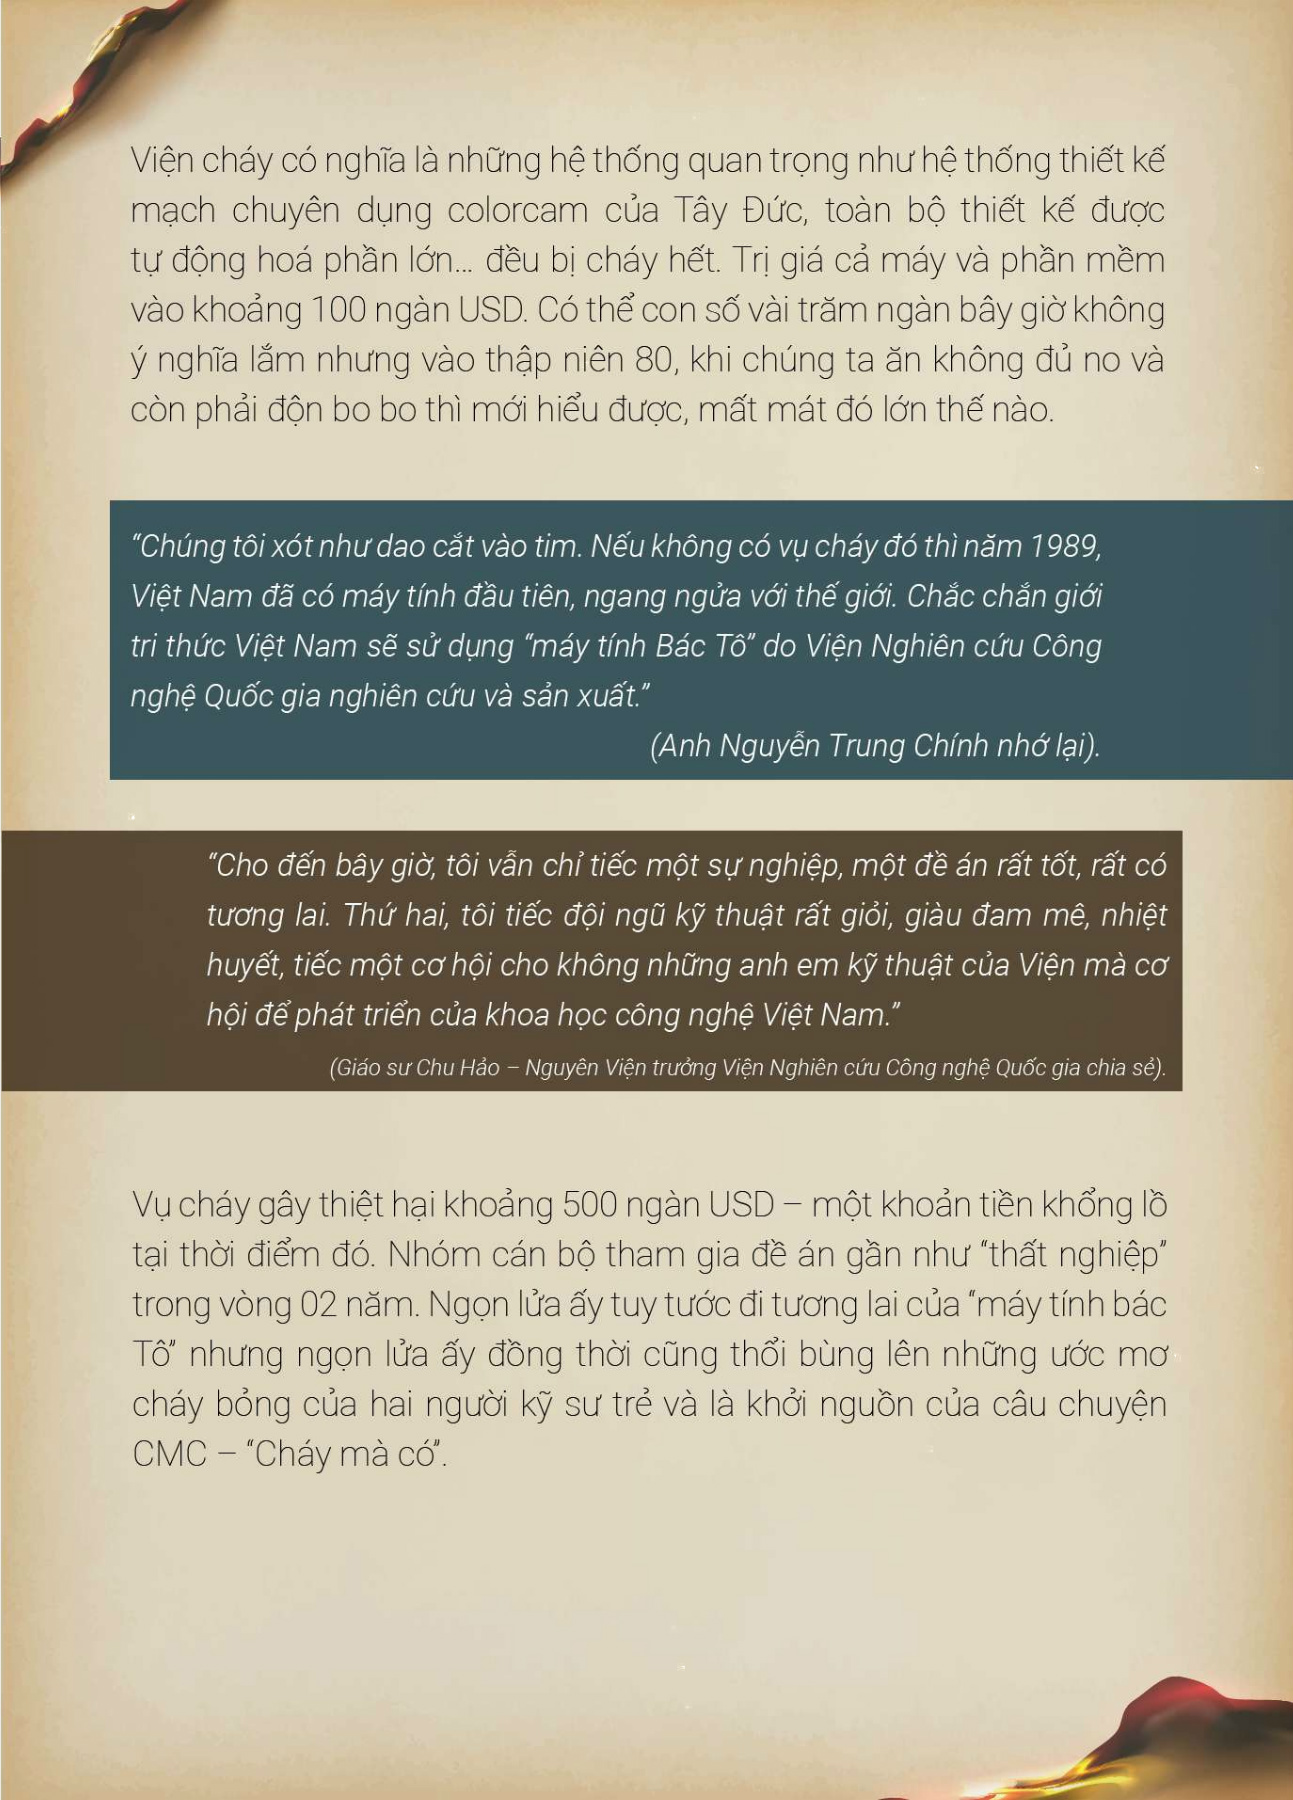 Viện cháy có nghĩa là những hệ thống quan trọng như hệ thống thiết kế
mạch chuyên dụng colorcam của Tây Đức, toàn bộ thiết kế được
tự động hoá phần lớn... đều bị cháy hết. Trị giá cả máy và phần mềm
vào khoảng 100 ngàn USD. Có thể con số vài trăm ngàn bây giờ không
ý nghĩa lắm nhưng vào thập niên 80, khi chúng ta ăn không đủ no và
còn phải độn bo bo thì mới hiểu được, mất mát đó lớn thế nào.
“Chúng tôi xót như dao cắt vào tim. Nếu không có vụ cháy đó thì năm 1989,
Việt Nam đã có máy tính đầu tiên, ngang ngửa với thế giới. Chắc chắn giới
tri thức Việt Nam sẽ sử dụng “máy tính Bác Tô” do Viện Nghiên cứu Công
nghệ Quốc gia nghiên cứu và sản xuất.”
(Anh Nguyễn Trung Chính nhớ lại).
“Cho đến bây giờ, tôi vẫn chỉ tiếc một sự nghiệp, một đề án rất tốt, rất có
tương lai. Thứ hai, tôi tiếc đội ngũ kỹ thuật rất giỏi, giàu đam mê, nhiệt
huyết, tiếc một cơ hội cho không những anh em kỹ thuật của Viện mà cơ
hội để phát triển của khoa học công nghệ Việt Nam.”
(Giáo sư Chu Hảo – Nguyên Viện trưởng Viện Nghiên cứu Công nghệ Quốc gia chia sẻ).
Vụ cháy gây thiệt hại khoảng 500 ngàn USD – một khoản tiền khổng lồ
tại thời điểm đó. Nhóm cán bộ tham gia đề án gần như “thất nghiệp”
trong vòng 02 năm. Ngọn lửa ấy tuy tước đi tương lai của “máy tính bác
Tô” nhưng ngọn lửa ấy đồng thời cũng thổi bùng lên những ước mơ
cháy bỏng của hai người kỹ sư trẻ và là khởi nguồn của câu chuyện
CMC – “Cháy mà có”.